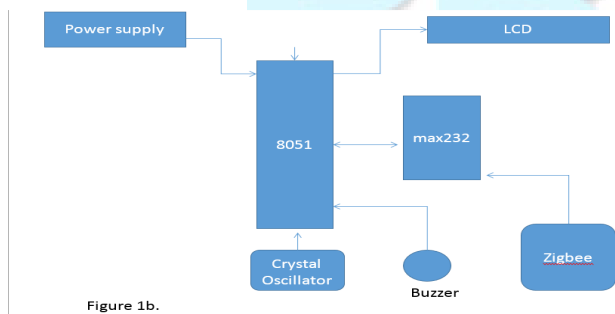 Power supply
LCD
8051
max232
Crystal
Oscillator
Buzzer
Zigbee
Figure 1b.